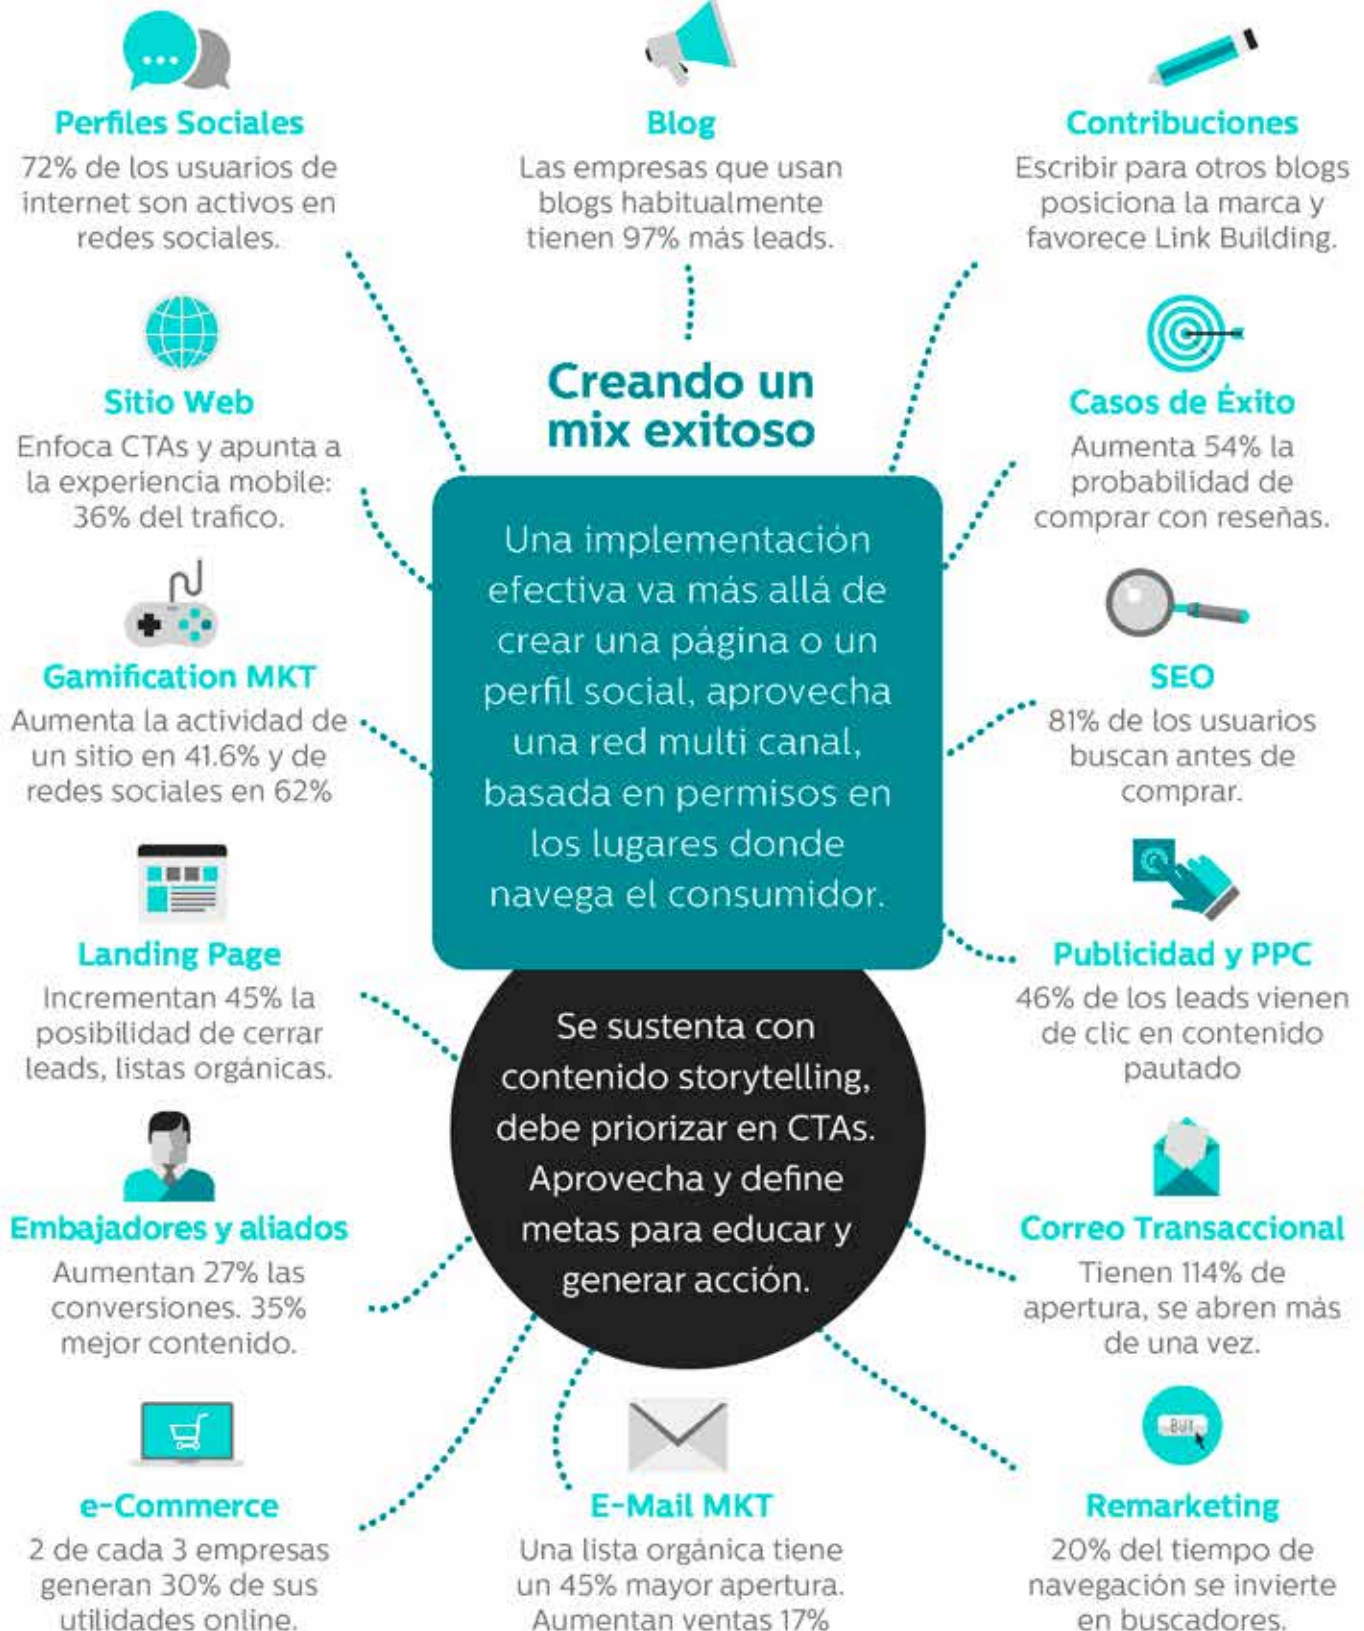 Perfiles Sociales
72% de los usuarios de
internet son activos en
redes sociales.
Blog
Las empresas que usan
blogs habitualmente
tienen 97% más leads.
Contribuciones
Escribir para otros blogs
posiciona la marca y
favorece Link Building.
Sitio Web
Enfoca CTAs y apunta a
la experiencia mobile:
36% del trafico.
Creando un
mix exitoso
Casos de Éxito
Aumenta 54% la
probabilidad de
comprar con reseñas.
Una implementación
efectiva va más allá de
crear una página o un
perfil social, aprovecha
una red multi canal,
basada en permisos en
los lugares donde
navega el consumidor.
Gamification MKT
Aumenta la actividad de
un sitio en 41.6% y de
redes sociales en 62%
SEO
81% de los usuarios
buscan antes de
comprar.
Landing Page
Incrementan 45% la
posibilidad de cerrar
leads, listas orgánicas.
Publicidad y PPC
46% de los leads vienen
de clic en contenido
pautado
Se sustenta con
contenido storytelling,
debe priorizar en CTAs.
Aprovecha y define
metas para educar y
generar acción.
Embajadores y aliados
Aumentan 27% las
conversiones. 35%
mejor contenido.
Correo Transaccional
Tienen 114% de
apertura, se abren más
de una vez.
e-Commerce
2 de cada 3 empresas
generan 30% de sus
utilidades online.
E-Mail MKT
Una lista orgánica tiene
un 45% mayor apertura.
Aumentan ventas 17%
BUY
Remarketing
20% del tiempo de
navegación se invierte
en buscadores.